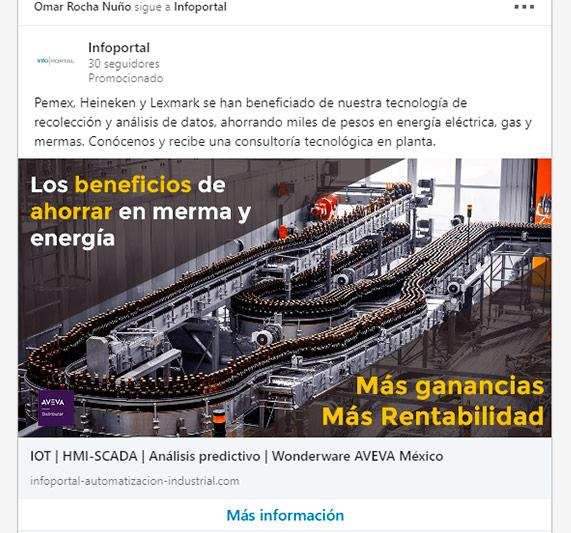 Omar Rocha Nuño sigue a Infoportal
Infoportal
info|PORTAL
30 seguidores
Promocionado
Pemex, Heineken y Lexmark se han beneficiado de nuestra tecnología de
recolección y análisis de datos, ahorrando miles de pesos en energía eléctrica, gas y
mermas. Conócenos y recibe una consultoría tecnológica en planta.
Los beneficios de
ahorrar en merma y
energía
Más ganancias
Más Rentabilidad
AVEVA
Distributor
IOT | HMI-SCADA | Análisis predictivo | Wonderware AVEVA México
infoportal-automatizacion-industrial.com
Más información